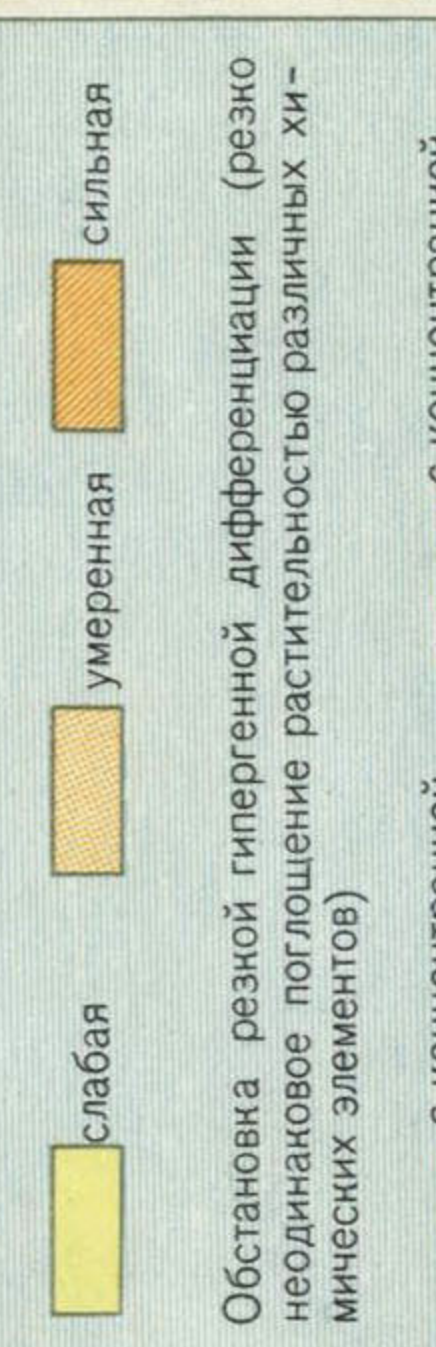 слабая умеренная сильная
Обстановка резкой гипергенной дифференциации (резко
неодинаковое поглощение растительностью различных хи-
мических элементов)